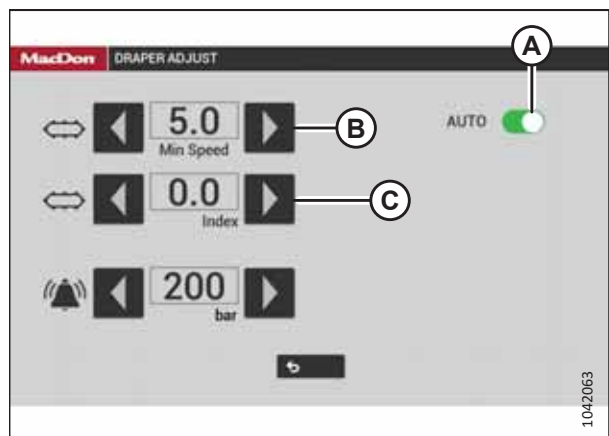 MacDon DRAPER ADJUST
A
5.0
Min Speed
B
AUTO
0.0
Index
C
200
bar
1042063